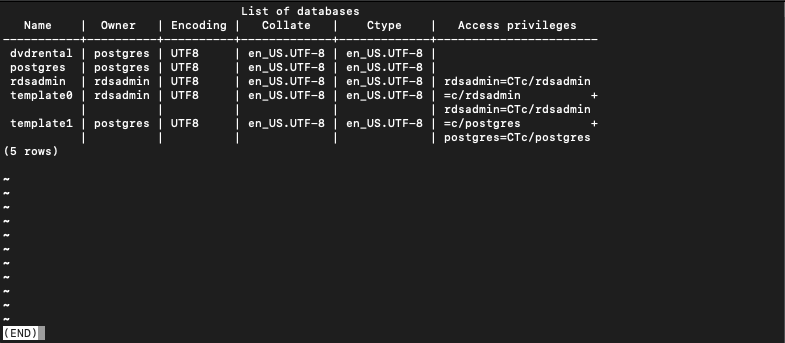 List of databases
   Name    |  Owner   | Encoding |   Collate   |    Ctype    |   Access privileges
-----------+----------+----------+-------------+-------------+-----------------------
 dvdrental | postgres | UTF8     | en_US.UTF-8 | en_US.UTF-8 |
 postgres  | postgres | UTF8     | en_US.UTF-8 | en_US.UTF-8 |
 rdsadmin  | rdsadmin | UTF8     | en_US.UTF-8 | en_US.UTF-8 | rdsadmin=CTc/rdsadmin
 template0 | rdsadmin | UTF8     | en_US.UTF-8 | en_US.UTF-8 | =c/rdsadmin          +
           |          |          |             |             | rdsadmin=CTc/rdsadmin
 template1 | postgres | UTF8     | en_US.UTF-8 | en_US.UTF-8 | =c/postgres          +
           |          |          |             |             | postgres=CTc/postgres
(5 rows)
~
~
~
~
~
~
~
~
~
~
~
(END)